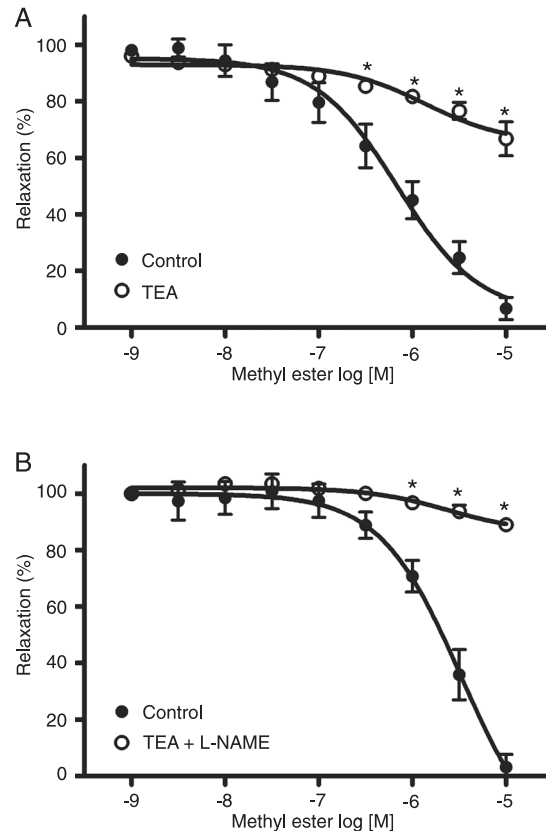 A
100
80
60
40
20
0
Relaxation (%)
* * * *
Control
TEA
-9 -8 -7 -6 -5
Methyl ester log [M]
B
100
80
60
40
20
0
Relaxation (%)
* * *
Control
TEA + L-NAME
-9 -8 -7 -6 -5
Methyl ester log [M]